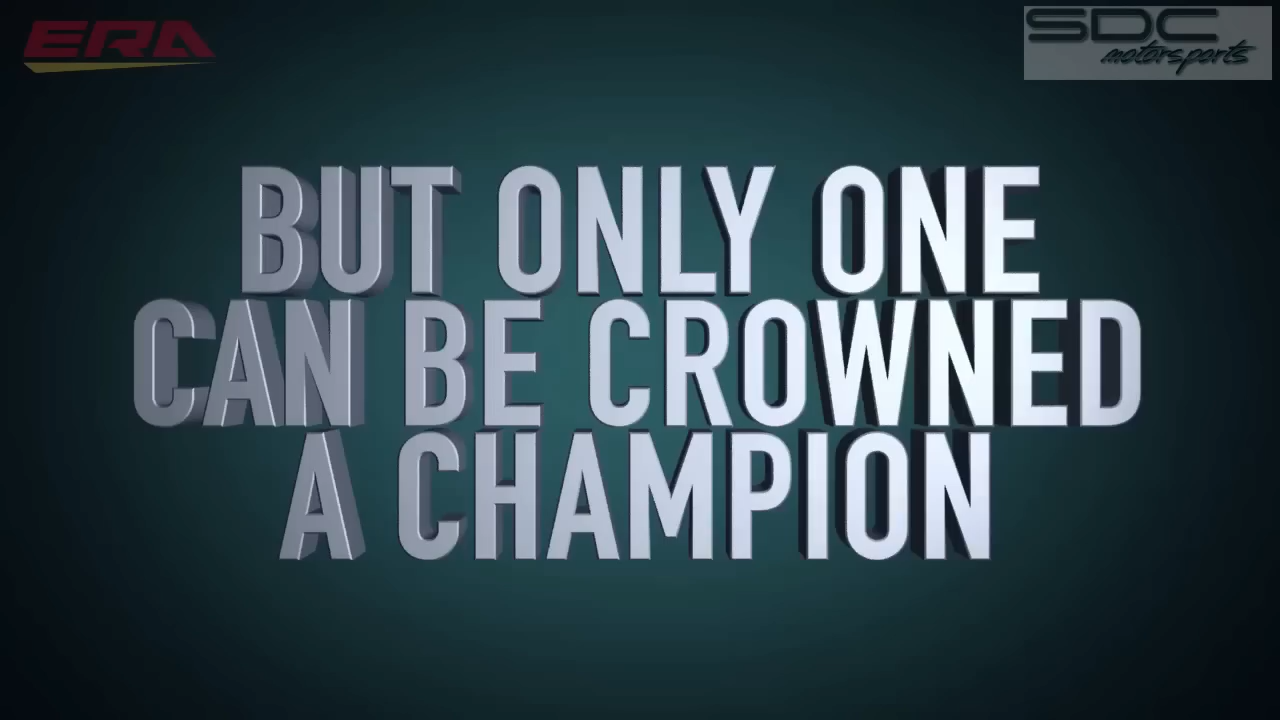 ERA
SDC
motorsports
BUT ONLY ONE
CAN BE CROWNED
A CHAMPION